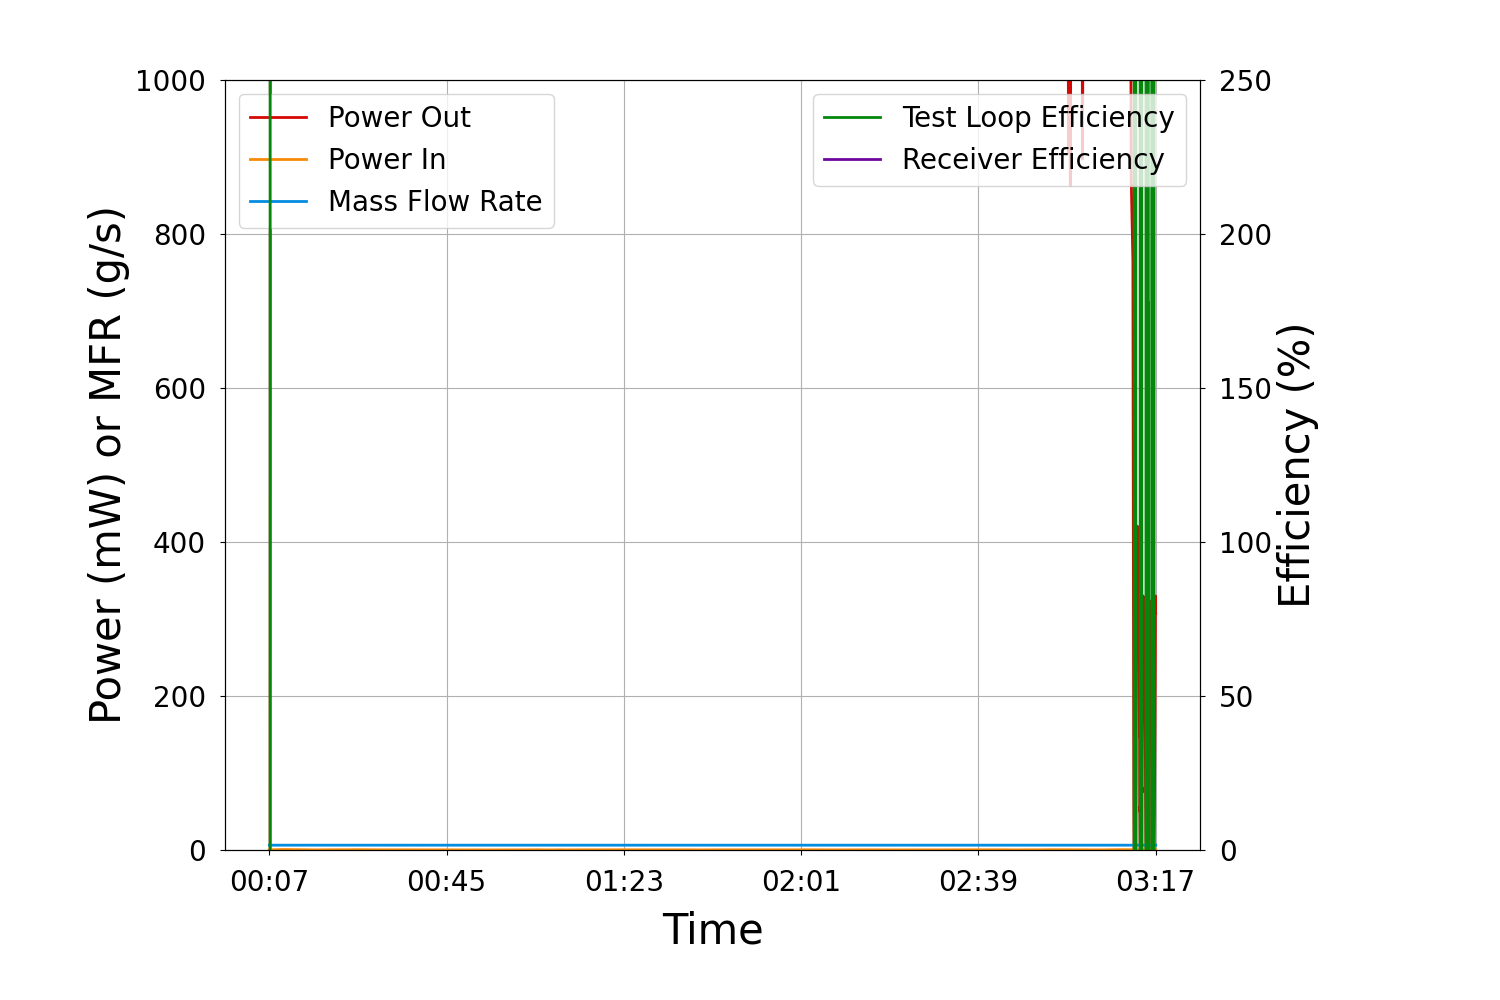 1000
800
600
400
200
0
Power (mW) or MFR (g/s)
Power Out
Power In
Mass Flow Rate
Test Loop Efficiency
Receiver Efficiency
250
200
150
100
50
0
Efficiency (%)
00:07 00:45 01:23 02:01 02:39 03:17
Time